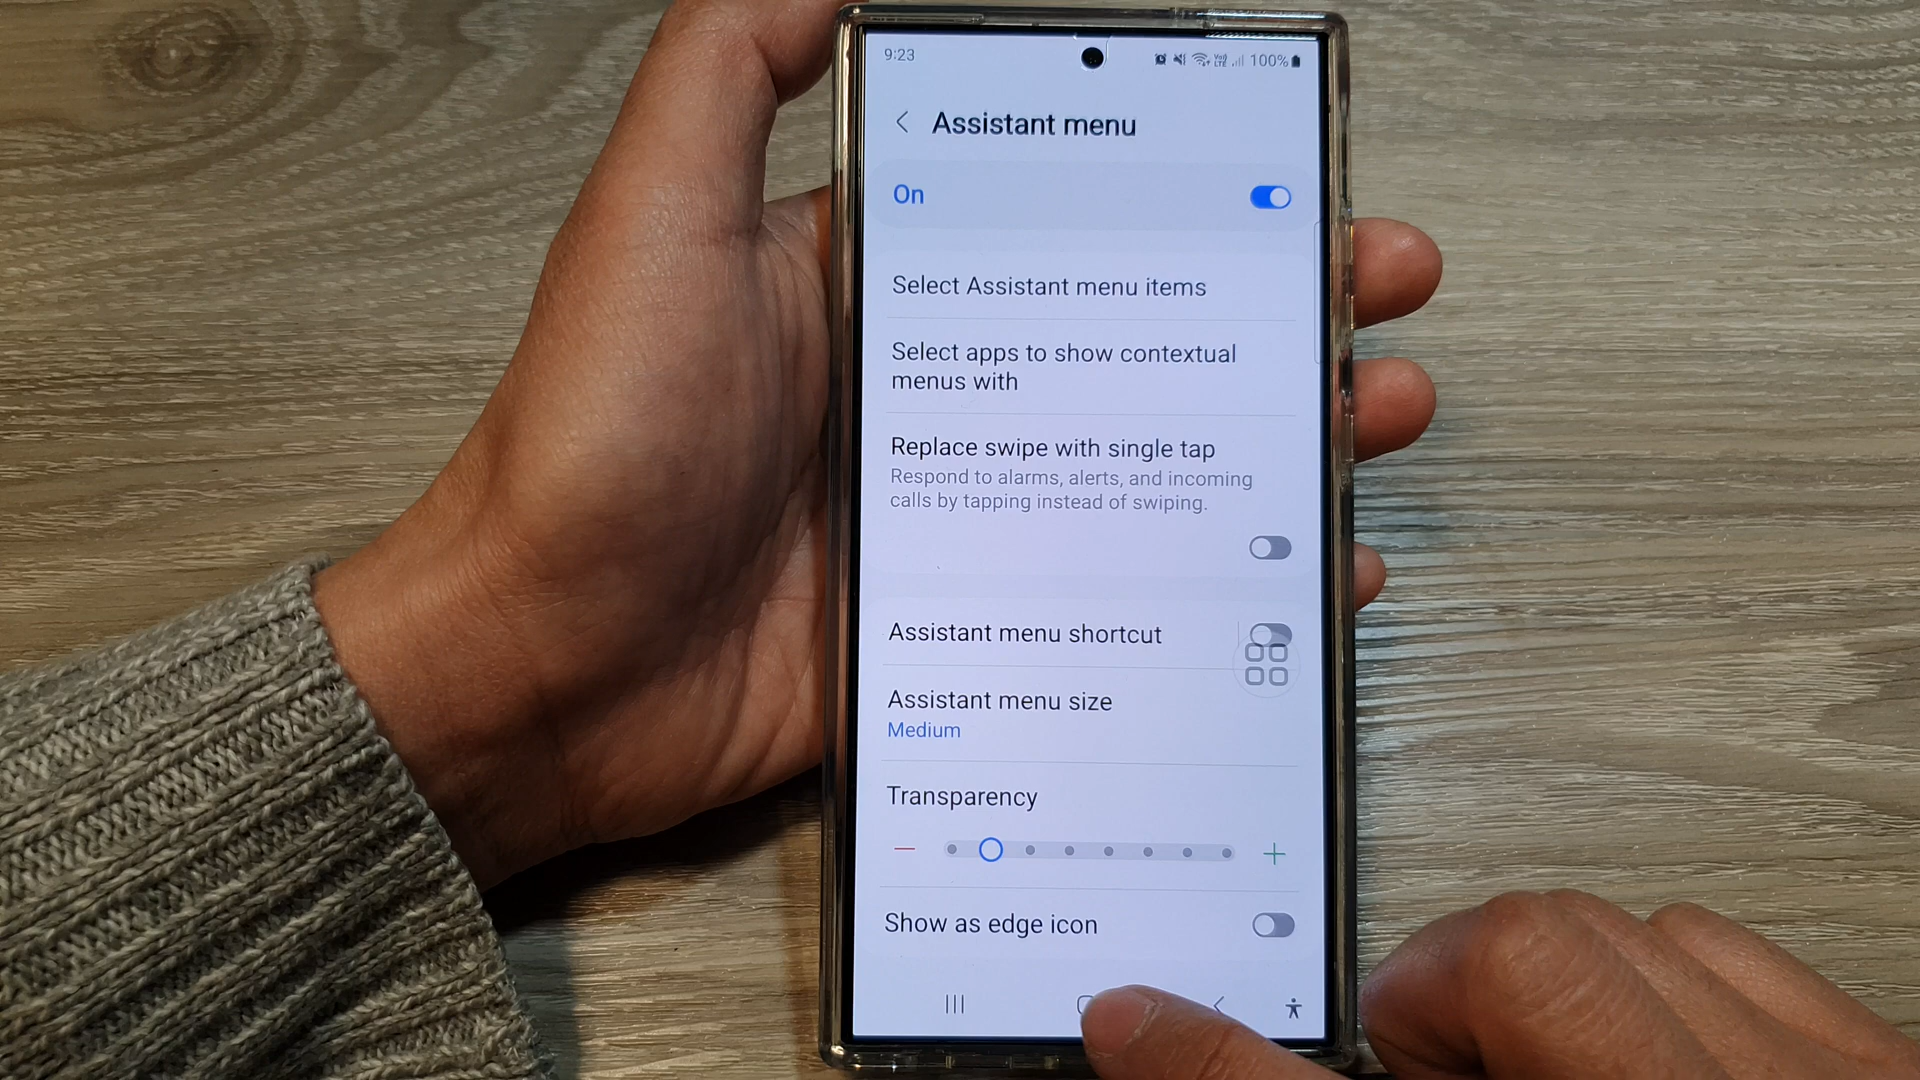 9:23
100%
Assistant menu
On
Select Assistant menu items
Select apps to show contextual
menus with
Replace swipe with single tap
Respond to alarms, alerts, and incoming
calls by tapping instead of swiping.
Assistant menu shortcut
Assistant menu size
Medium
Transparency
Show as edge icon